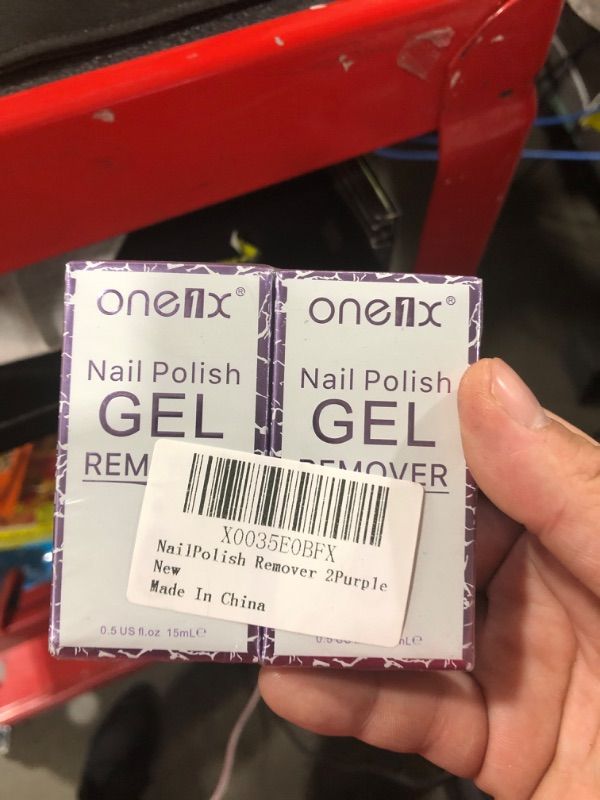 one1x®
Nail Polish
GEL
REM
0.5 US fl.oz 15mL℮
one1x®
Nail Polish
GEL
REMOVER
X0035E0BFX
NailPolish Remover 2Purple
New
Made In China